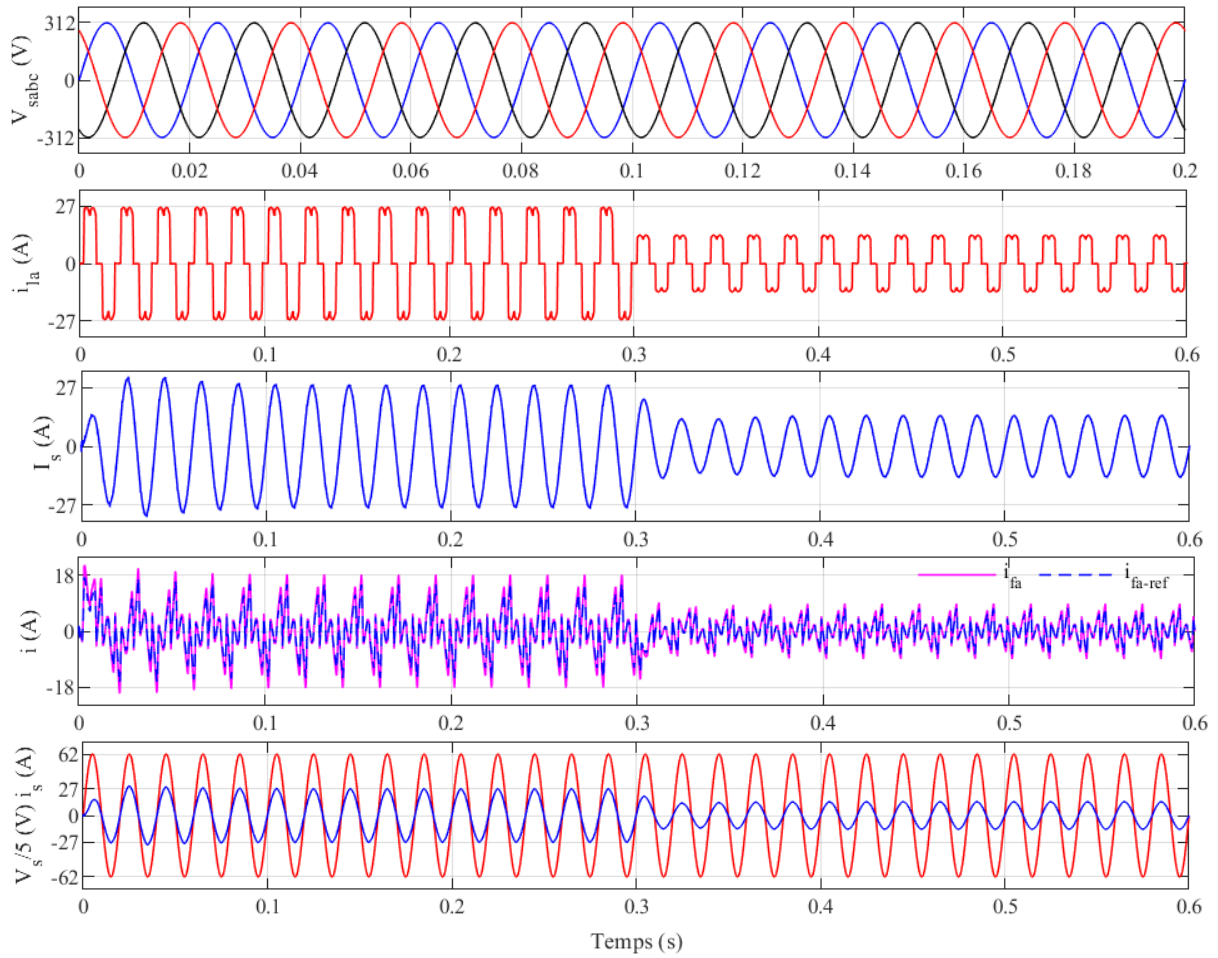 V_sabc (V)
312
0
-312
0 0.02 0.04 0.06 0.08 0.1 0.12 0.14 0.16 0.18 0.2
i_la (A)
27
0
-27
0 0.1 0.2 0.3 0.4 0.5 0.6
I_s (A)
27
0
-27
0 0.1 0.2 0.3 0.4 0.5 0.6
i (A)
18
0
-18
i_fa i_fa-ref
0 0.1 0.2 0.3 0.4 0.5 0.6
V_s/5 (V) i_s (A)
62
27
0
-27
-62
0 0.1 0.2 0.3 0.4 0.5 0.6
Temps (s)